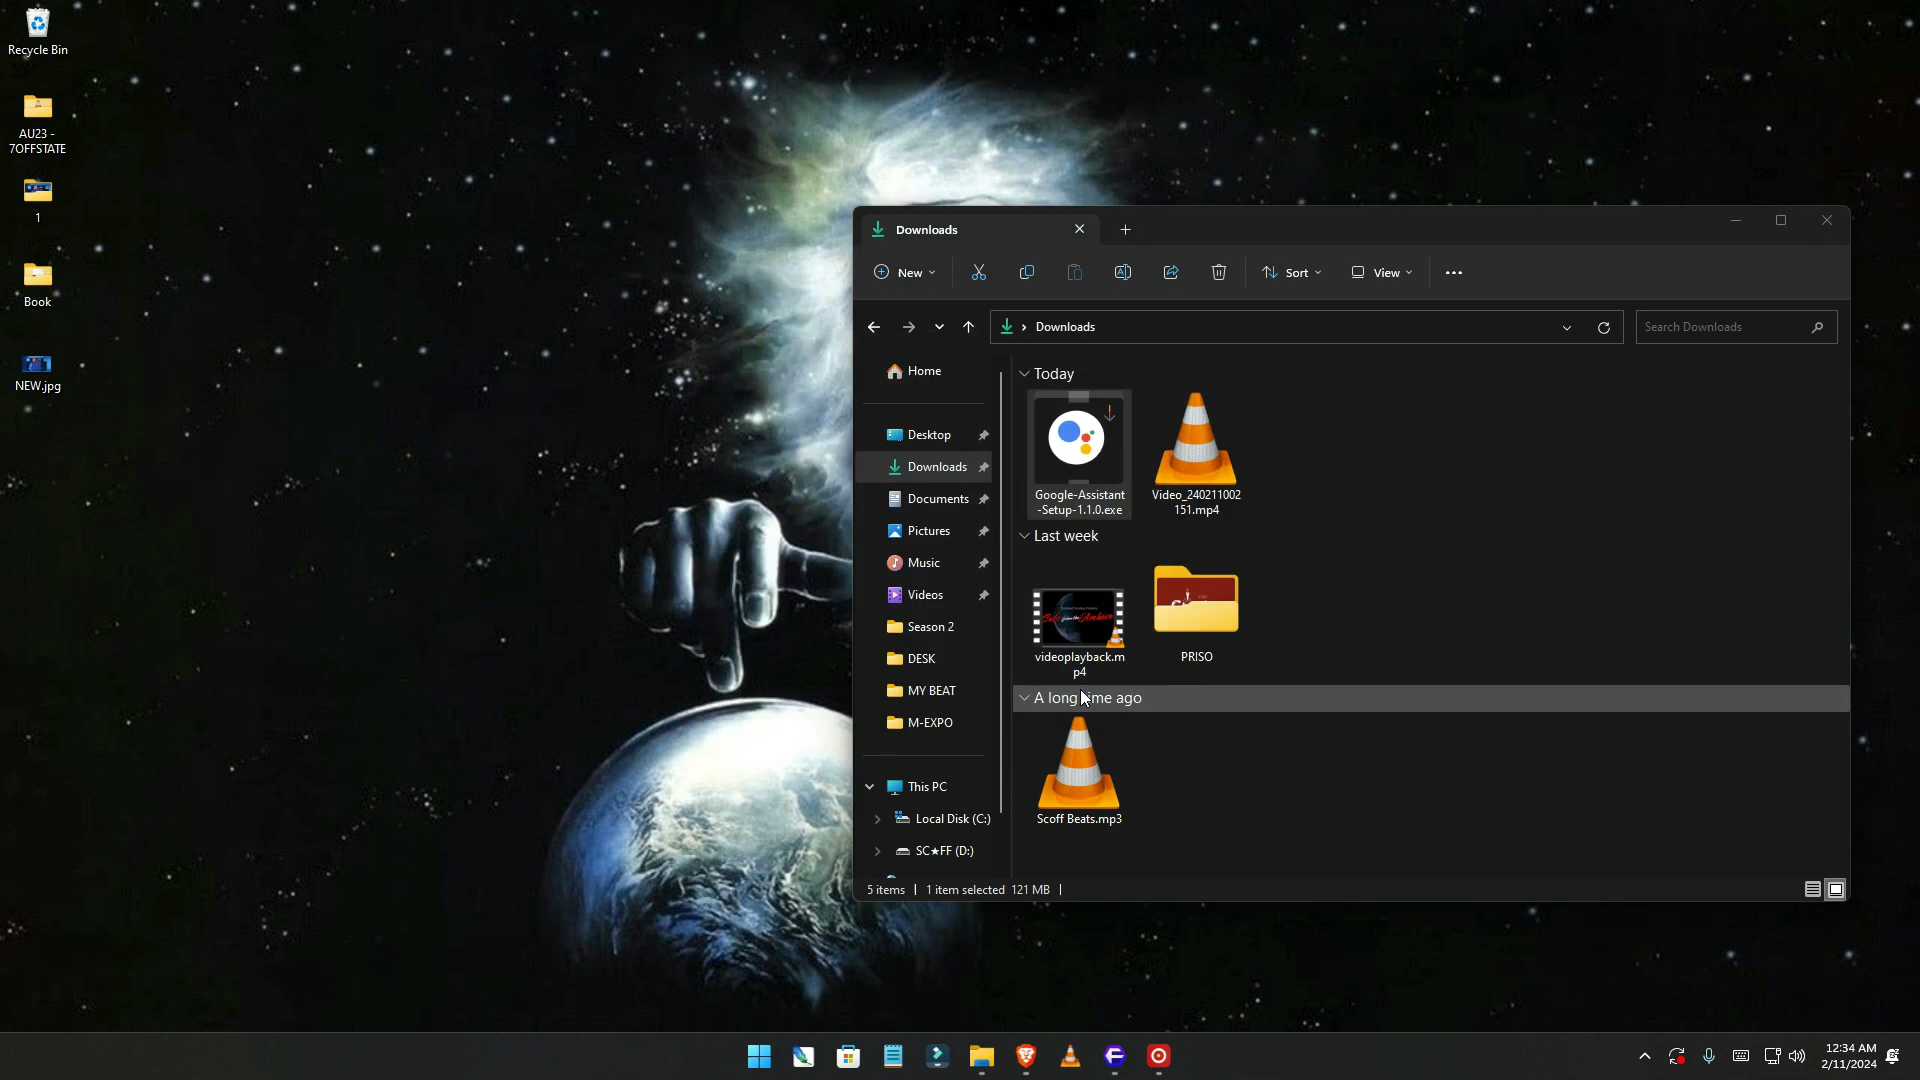 Recycle Bin
AU23 -
7OFFSTATE
1
Book
NEW.jpg
Downloads
New
Sort
View
Downloads
Search Downloads
Home
Desktop
Downloads
Documents
Pictures
Music
Videos
Season 2
DESK
MY BEAT
M-EXPO
This PC
Local Disk (C:)
SC★FF (D:)
Today
Google-Assistant
-Setup-1.1.0.exe
Video_240211002
151.mp4
Last week
videoplayback.m
p4
PRISO
A long time ago
Scoff Beats.mp3
5 items
1 item selected 121 MB
12:34 AM
2/11/2024